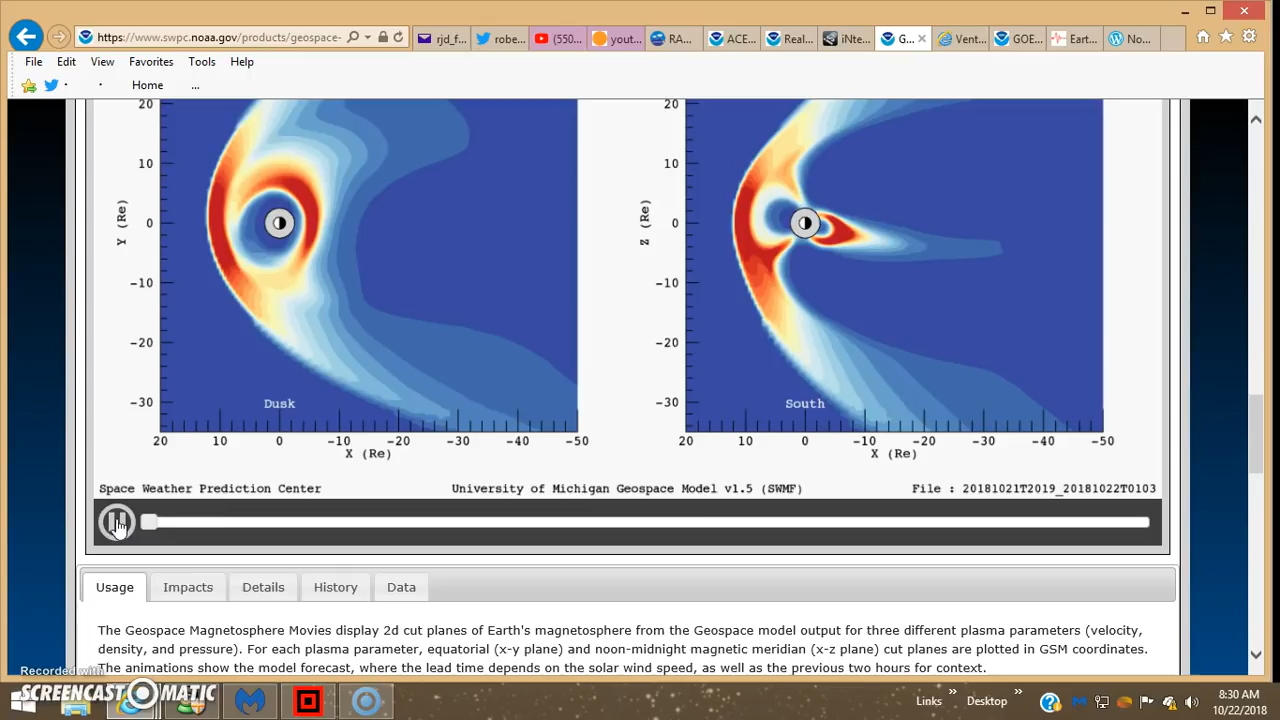 https://www.swpc.noaa.gov/products/geospace-
rjd_f...
robe...
(550...
yout...
RA...
ACE...
Real...
iNte...
G...
Vent...
GOE...
Eart...
No...
File Edit View Favorites Tools Help
Home ...
20 20
10 10
0 0
-10 -10
-20 -20
-30 -30
Y (Re) Z (Re)
Dusk South
20 10 0 -10 -20 -30 -40 -50
20 10 0 -10 -20 -30 -40 -50
X (Re) X (Re)
Space Weather Prediction Center University of Michigan Geospace Model v1.5 (SWMF) File : 20181021T2019_20181022T0103
Usage Impacts Details History Data
The Geospace Magnetosphere Movies display 2d cut planes of Earth's magnetosphere from the Geospace model output for three different plasma parameters (velocity,
density, and pressure). For each plasma parameter, equatorial (x-y plane) and noon-midnight magnetic meridian (x-z plane) cut planes are plotted in GSM coordinates.
The animations show the model forecast, where the lead time depends on the solar wind speed, as well as the previous two hours for context.
Recorded with
SCREENCAST MATIC
Links » Desktop »
8:30 AM
10/22/2018